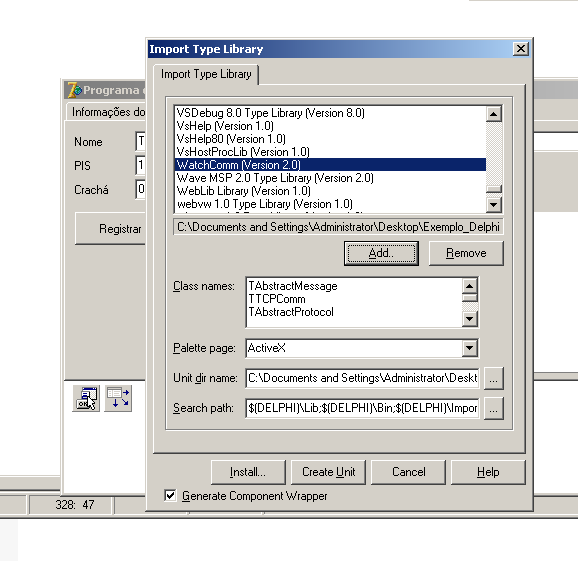 Import Type Library
Import Type Library
Programa
Informações do
Nome
T
PIS
1
Crachá
0
Registrar
VSDebug 8.0 Type Library (Version 8.0)
VsHelp (Version 1.0)
VsHelp80 (Version 1.0)
VsHostProcLib (Version 1.0)
WatchComm (Version 2.0)
Wave MSP 2.0 Type Library (Version 2.0)
WebLib Library (Version 1.0)
webvw 1.0 Type Library (Version 1.0)
C:\Documents and Settings\Administrator\Desktop\Exemplo_Delphi
Add..
Remove
Class names:
TAbstractMessage
TTCPComm
TAbstractProtocol
Palette page:
ActiveX
Unit dir name:
C:\Documents and Settings\Administrator\Deskt
...
Search path:
$(DELPHI)\Lib;$(DELPHI)\Bin;$(DELPHI)\Impor
...
Install...
Create Unit
Cancel
Help
Generate Component Wrapper
OK
328: 47